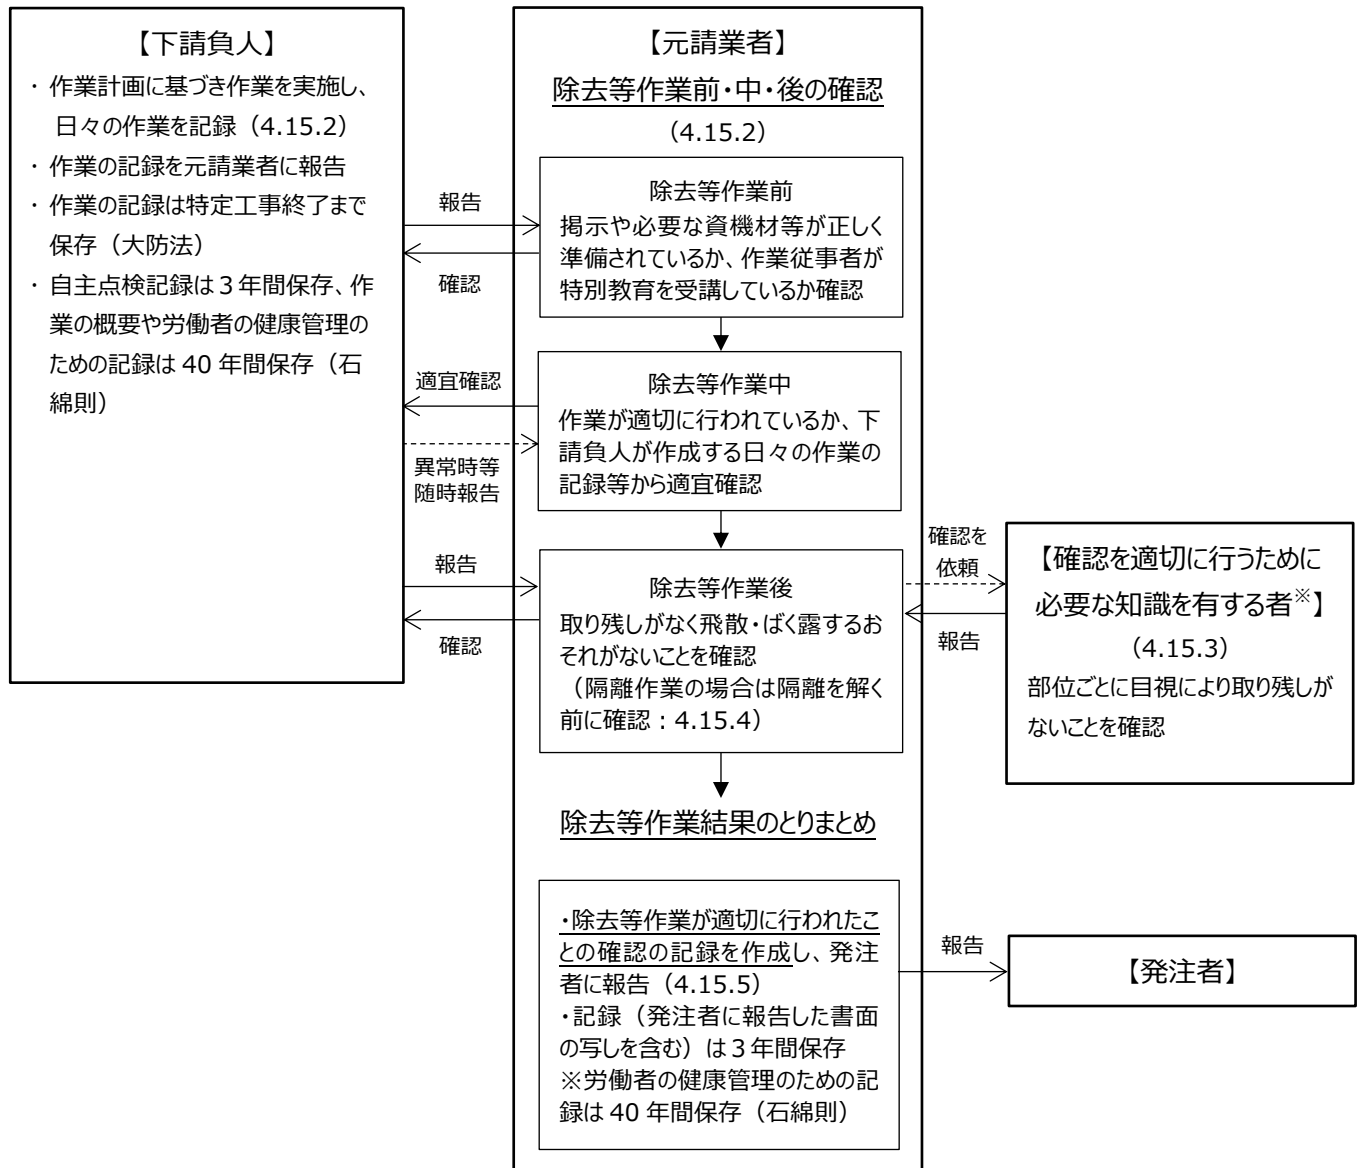 【下請負人】
・ 作業計画に基づき作業を実施し、
日々の作業を記録（4.15.2）
・ 作業の記録を元請業者に報告
・ 作業の記録は特定工事終了まで
保存（大防法）
・ 自主点検記録は３年間保存、作
業の概要や労働者の健康管理の
ための記録は 40 年間保存（石
綿則）
報告
確認
適宜確認
異常時等
随時報告
報告
確認
【元請業者】
除去等作業前・中・後の確認
（4.15.2）
除去等作業前
掲示や必要な資機材等が正しく
準備されているか、作業従事者が
特別教育を受講しているか確認
除去等作業中
作業が適切に行われているか、下
請負人が作成する日々の作業の
記録等から適宜確認
除去等作業後
取り残しがなく飛散・ばく露するお
それがないことを確認
（隔離作業の場合は隔離を解く
前に確認：4.15.4）
除去等作業結果のとりまとめ
・除去等作業が適切に行われたこ
との確認の記録を作成し、発注
者に報告（4.15.5）
・記録（発注者に報告した書面
の写しを含む）は３年間保存
※労働者の健康管理のための記
録は 40 年間保存（石綿則）
確認を
依頼
報告
【確認を適切に行うために
必要な知識を有する者※】
（4.15.3）
部位ごとに目視により取り残しが
ないことを確認
報告
【発注者】